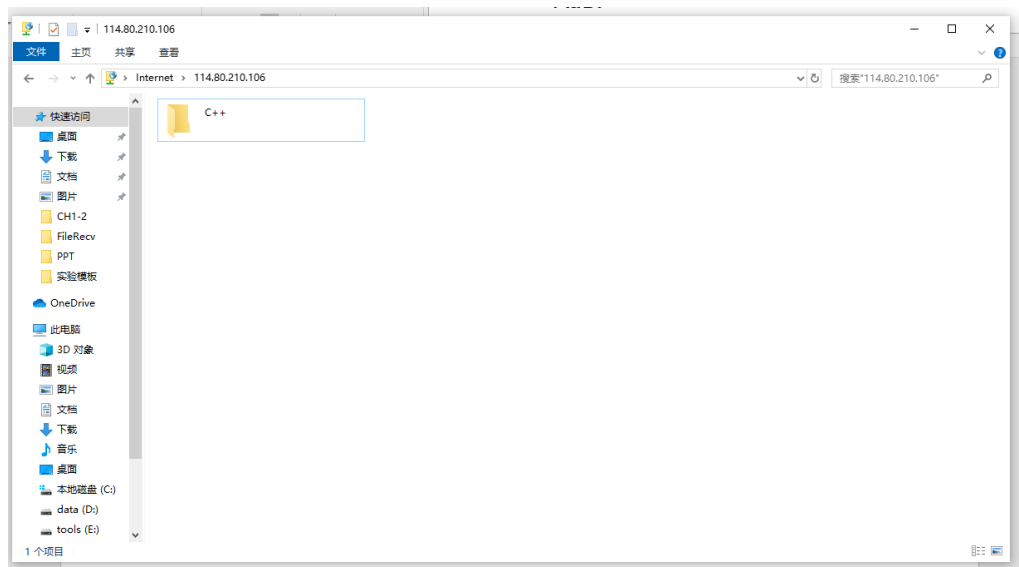 114.80.210.106
文件 主页 共享 查看
Internet 114.80.210.106
搜索"114.80.210.106"
快速访问
C++
桌面
下载
文档
图片
CH1-2
FileRecv
PPT
实验模板
OneDrive
此电脑
3D 对象
视频
图片
文档
下载
音乐
桌面
本地磁盘 (C:)
data (D:)
tools (E:)
1 个项目